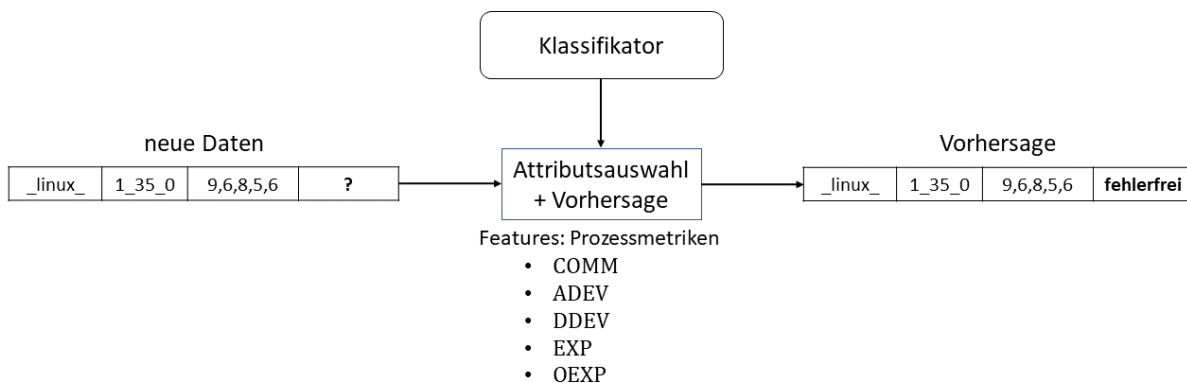 Klassifikator
neue Daten
_linux_ 1_35_0 9,6,8,5,6 ?
Attributsauswahl
+ Vorhersage
Vorhersage
_linux_ 1_35_0 9,6,8,5,6 fehlerfrei
Features: Prozessmetriken
• COMM
• ADEV
• DDEV
• EXP
• OEXP